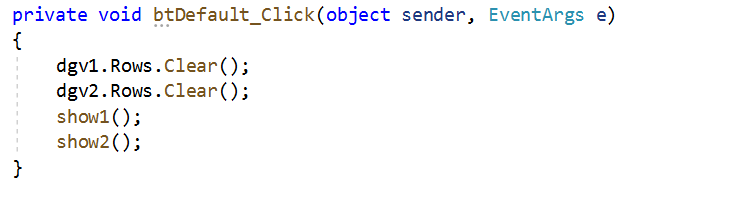 private void btDefault_Click(object sender, EventArgs e)
{
    dgv1.Rows.Clear();
    dgv2.Rows.Clear();
    show1();
    show2();
}